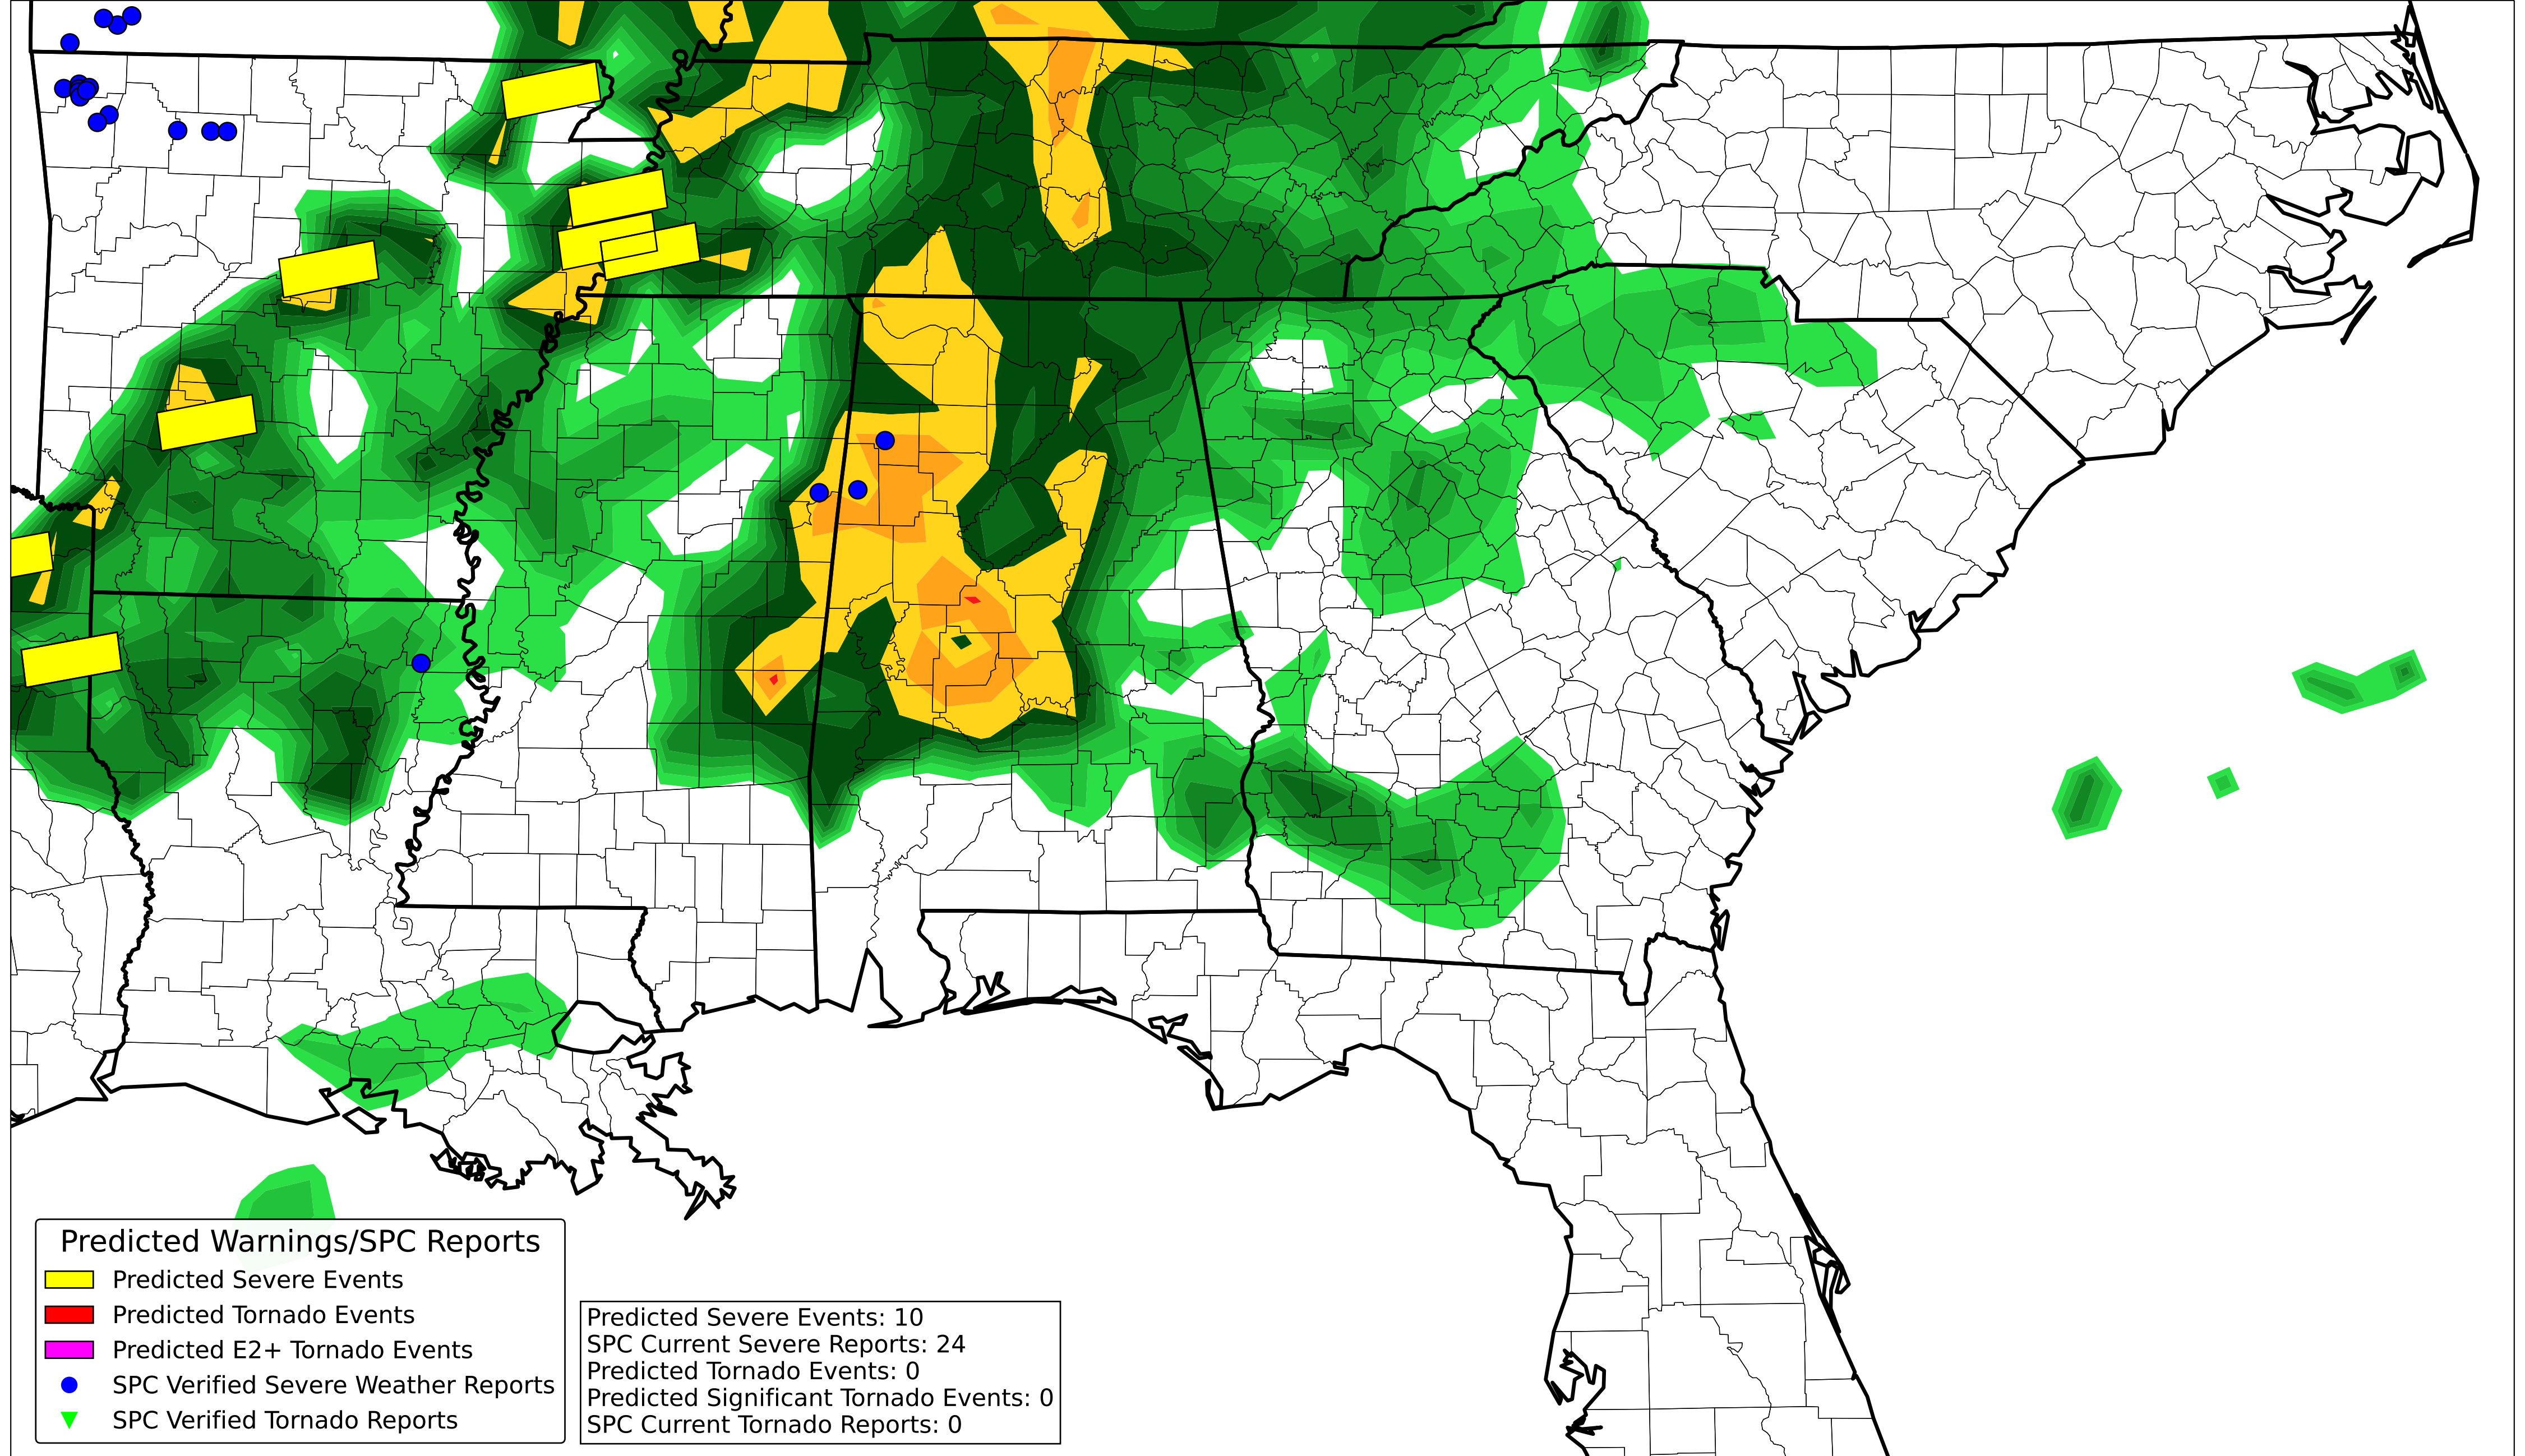 Predicted Warnings/SPC Reports
Predicted Severe Events
Predicted Tornado Events
Predicted E2+ Tornado Events
SPC Verified Severe Weather Reports
SPC Verified Tornado Reports
Predicted Severe Events: 10
SPC Current Severe Reports: 24
Predicted Tornado Events: 0
Predicted Significant Tornado Events: 0
SPC Current Tornado Reports: 0